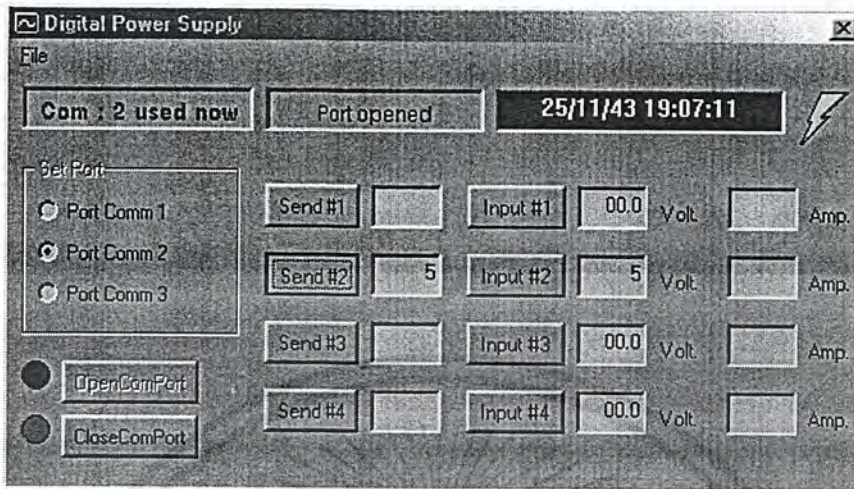 Digital Power Supply
File
Com : 2 used now
Port opened
25/11/43 19:07:11
Set Port
Port Comm 1
Port Comm 2
Port Comm 3
OpenComPort
CloseComPort
Send #1 Input #1 00.0 Volt. Amp.
Send #2 5 Input #2 5 Volt. Amp.
Send #3 Input #3 00.0 Volt. Amp.
Send #4 Input #4 00.0 Volt. Amp.